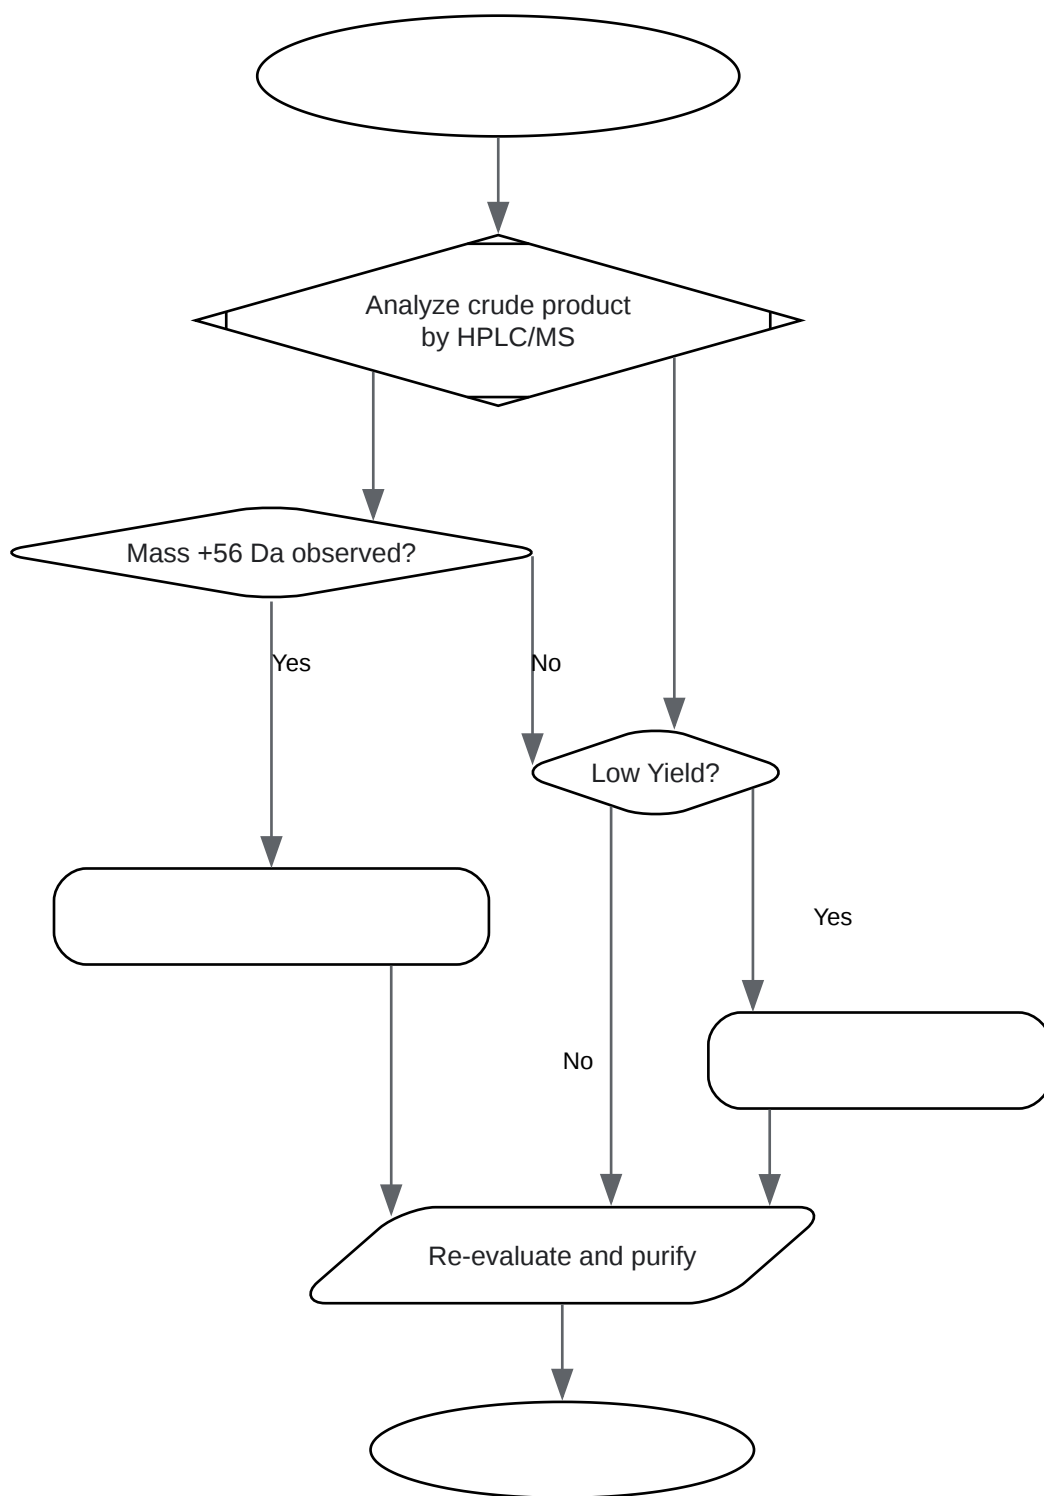 Analyze crude product
by HPLC/MS
Mass +56 Da observed?
Yes
No
Low Yield?
Yes
No
Re-evaluate and purify